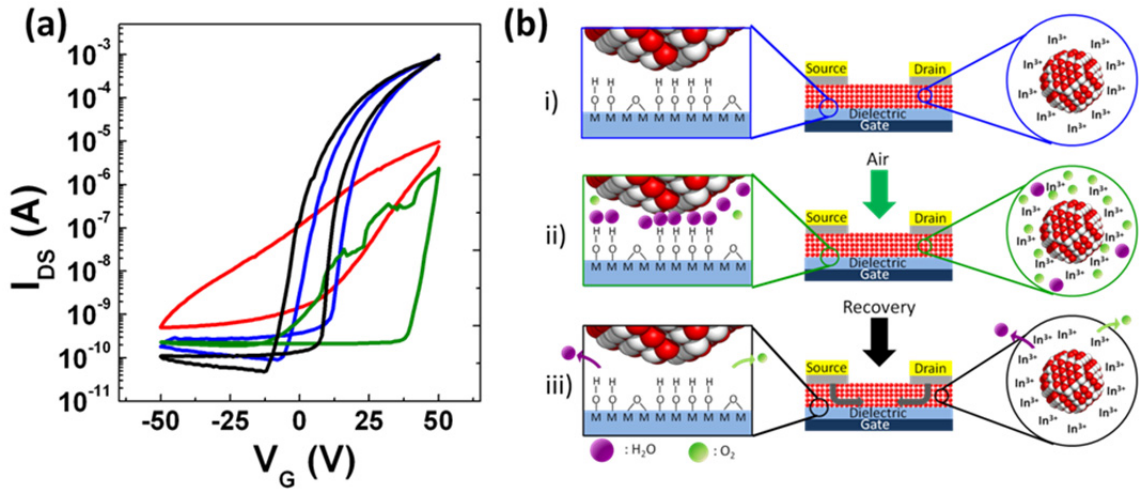 (a)
10⁻³
10⁻⁴
10⁻⁵
10⁻⁶
10⁻⁷
10⁻⁸
10⁻⁹
10⁻¹⁰
10⁻¹¹
I_DS (A)
-50 -25 0 25 50
V_G (V)
(b)
i)
H H H H H H
O O O O O O O O
M M M M M M M M M M
Source Drain
Dielectric
Gate
In³⁺ In³⁺ In³⁺ In³⁺ In³⁺ In³⁺ In³⁺ In³⁺ In³⁺
Air
ii)
H H H H H H
O O O O O O O O
M M M M M M M M M M
Source Drain
Dielectric
Gate
In³⁺ In³⁺ In³⁺ In³⁺ In³⁺ In³⁺ In³⁺ In³⁺ In³⁺
Recovery
iii)
H H H H H H
O O O O O O O O
M M M M M M M M M M
Source Drain
Dielectric
Gate
In³⁺ In³⁺ In³⁺ In³⁺ In³⁺ In³⁺ In³⁺ In³⁺ In³⁺
: H₂O : O₂